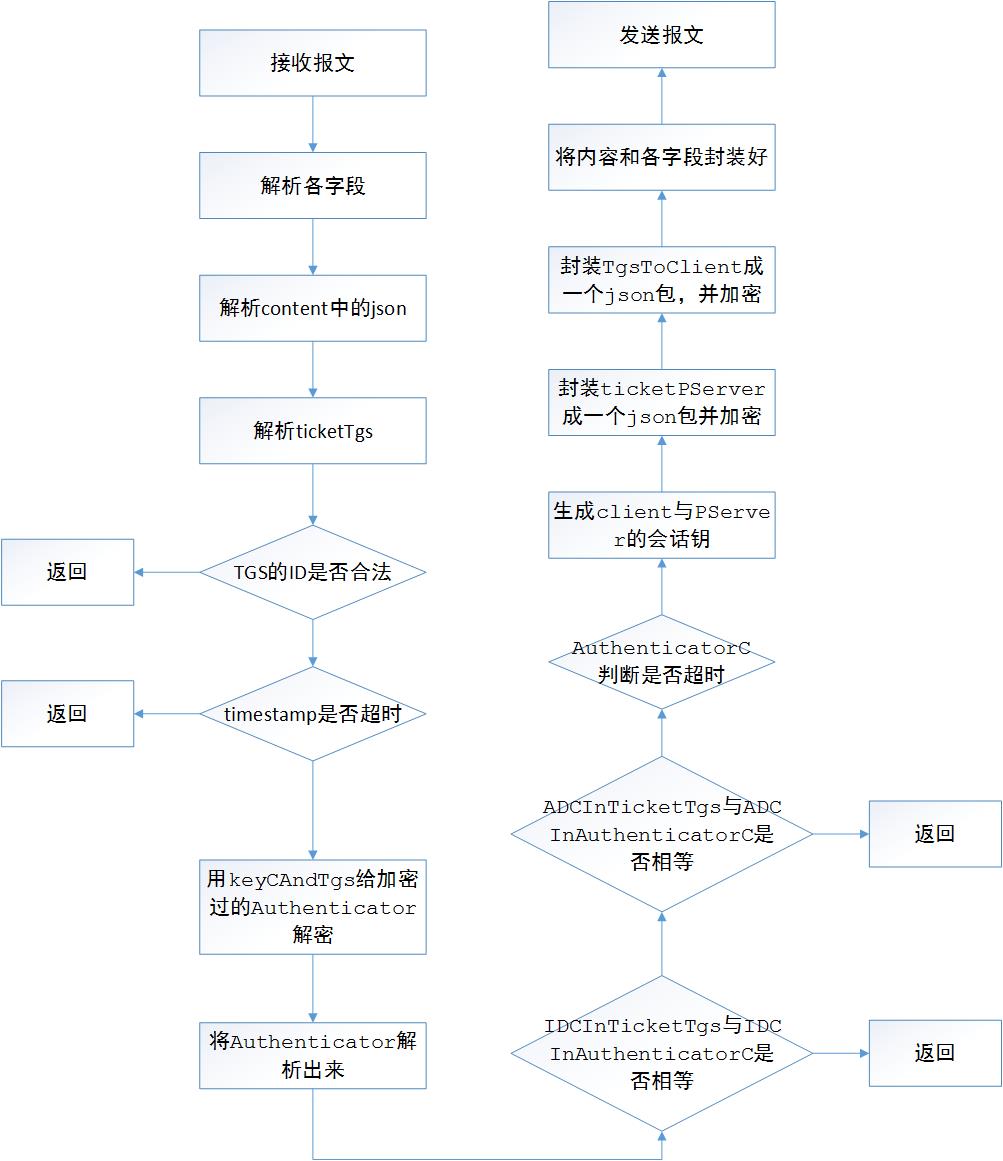 接收报文
解析各字段
解析content中的json
解析ticketTgs
TGS的ID是否合法
返回
timestamp是否超时
返回
用keyCAndTgs给加密
过的Authenticator
解密
将Authenticator解
析出来
IDCInTicketTgs与IDC
InAuthenticatorC是
否相等
返回
ADCInTicketTgs与ADC
InAuthenticatorC是
否相等
返回
AuthenticatorC
判断是否超时
生成client与PServe
r的会话钥
封装ticketPServer
成一个json包并加密
封装TgsToClient成
一个json包，并加密
将内容和各字段封装好
发送报文